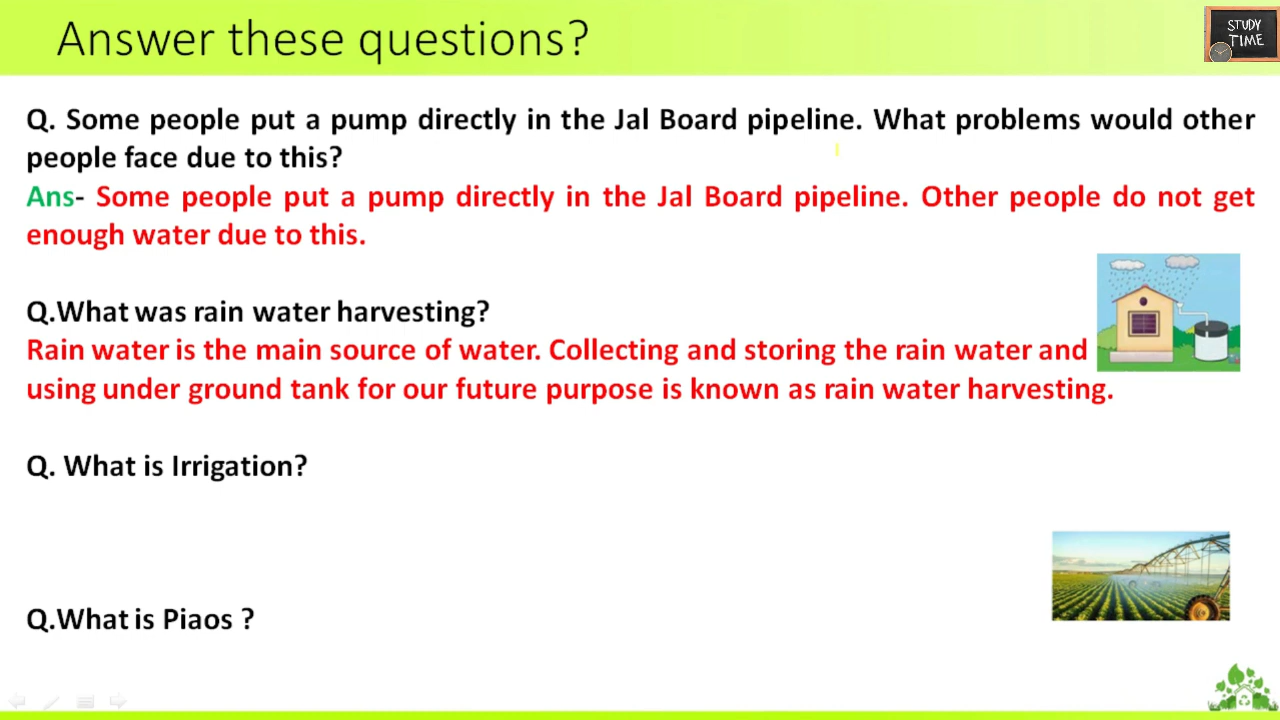 Answer these questions?
STUDY
TIME
Q. Some people put a pump directly in the Jal Board pipeline. What problems would other
people face due to this?
Ans- Some people put a pump directly in the Jal Board pipeline. Other people do not get
enough water due to this.
Q.What was rain water harvesting?
Rain water is the main source of water. Collecting and storing the rain water and
using under ground tank for our future purpose is known as rain water harvesting.
Q. What is Irrigation?
Q.What is Piaos ?